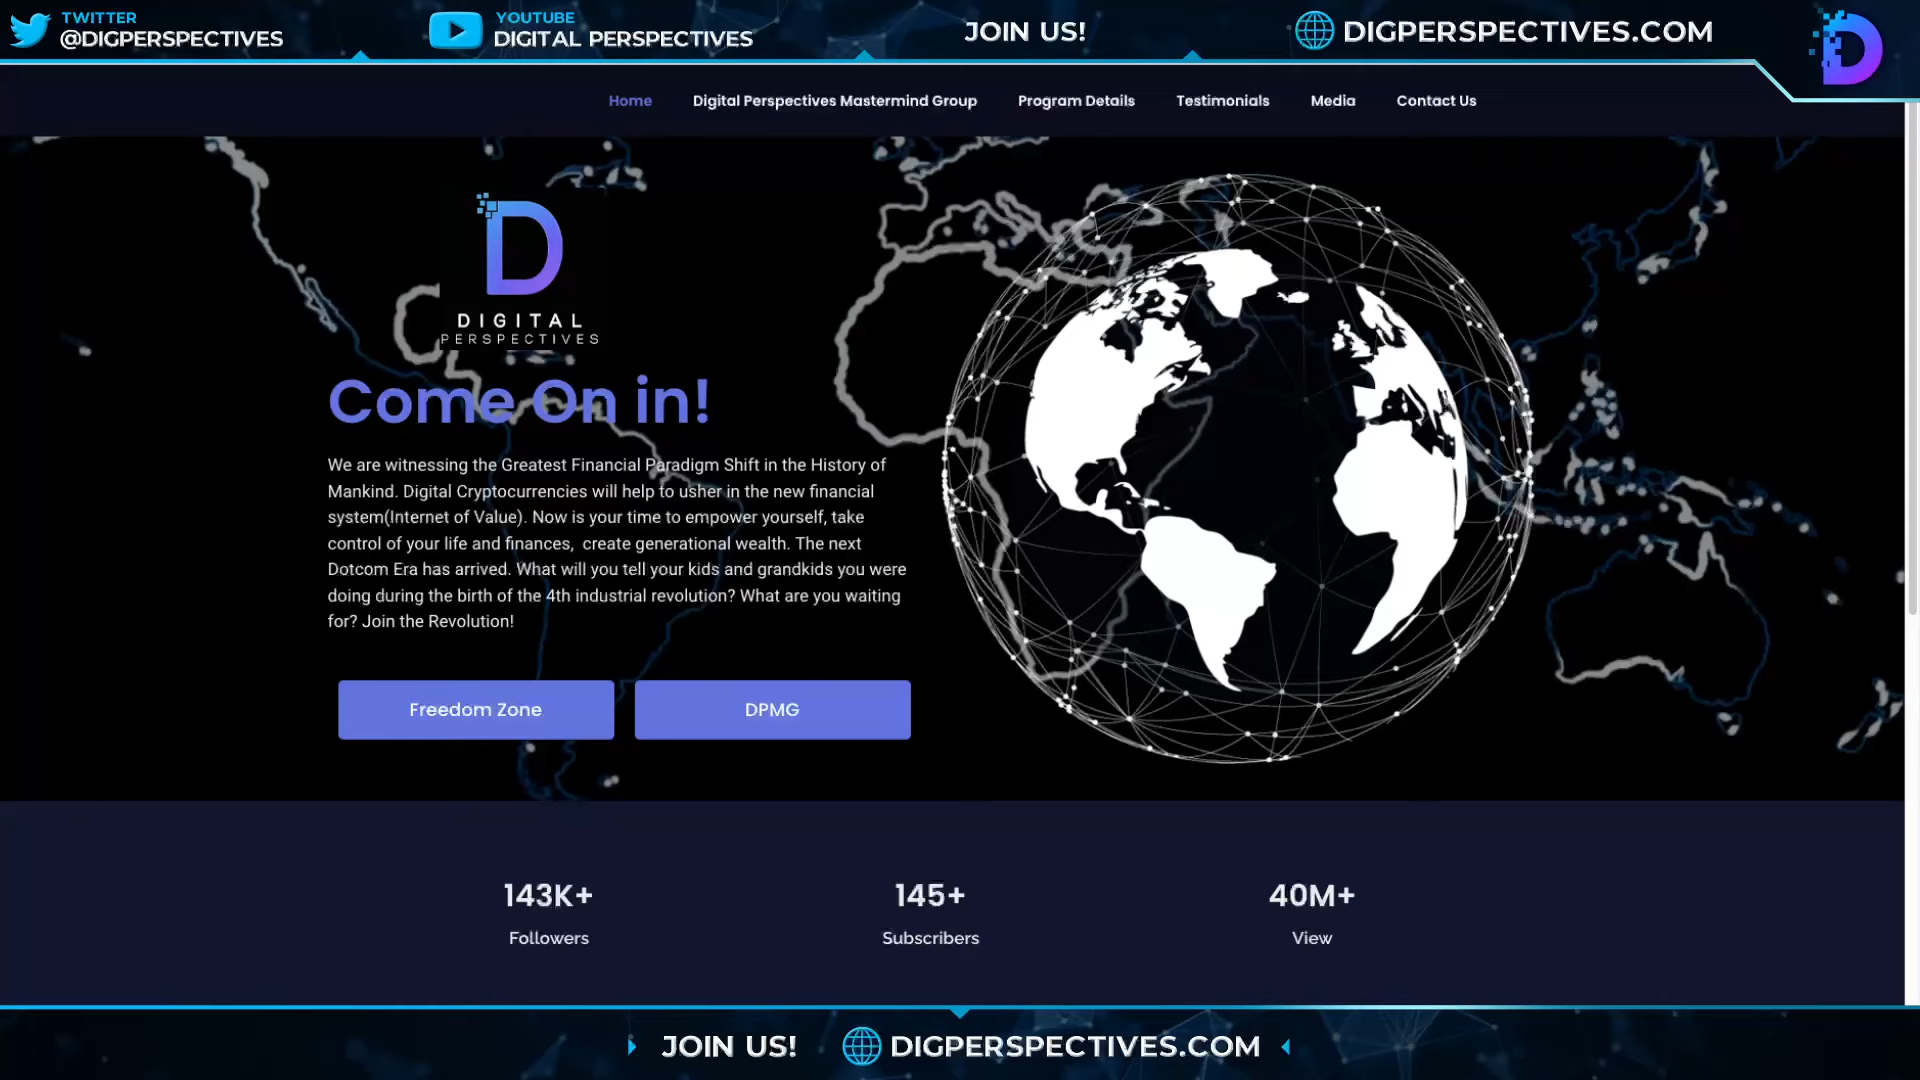 TWITTER
@DIGPERSPECTIVES
YOUTUBE
DIGITAL PERSPECTIVES
JOIN US!
DIGPERSPECTIVES.COM
Home
Digital Perspectives Mastermind Group
Program Details
Testimonials
Media
Contact Us
DIGITAL
PERSPECTIVES
Come On in!
We are witnessing the Greatest Financial Paradigm Shift in the History of
Mankind. Digital Cryptocurrencies will help to usher in the new financial
system(Internet of Value). Now is your time to empower yourself, take
control of your life and finances,  create generational wealth. The next
Dotcom Era has arrived. What will you tell your kids and grandkids you were
doing during the birth of the 4th industrial revolution? What are you waiting
for? Join the Revolution!
Freedom Zone
DPMG
143K+
Followers
145+
Subscribers
40M+
View
JOIN US!
DIGPERSPECTIVES.COM